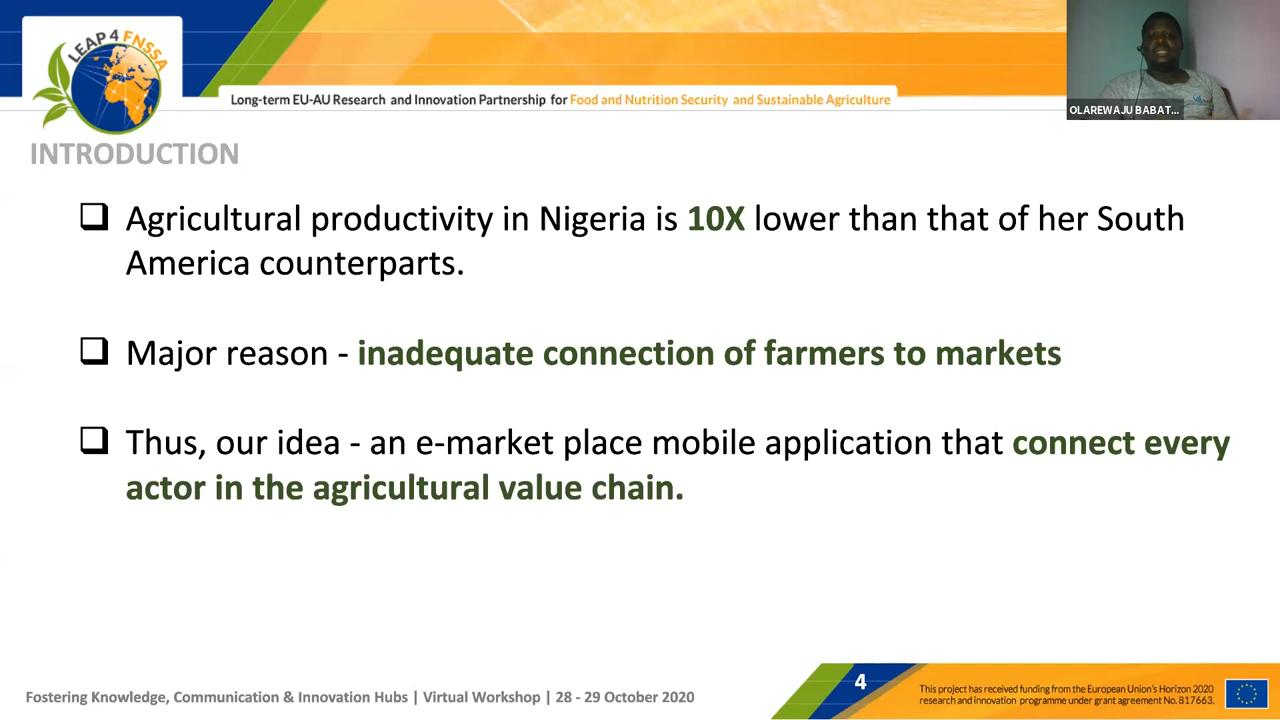 LEAP 4 FNSSA
Long-term EU-AU Research and Innovation Partnership for Food and Nutrition Security and Sustainable Agriculture
OLAREWAJU BABAT...
INTRODUCTION
❑ Agricultural productivity in Nigeria is 10X lower than that of her South
America counterparts.
❑ Major reason - inadequate connection of farmers to markets
❑ Thus, our idea - an e-market place mobile application that connect every
actor in the agricultural value chain.
Fostering Knowledge, Communication & Innovation Hubs | Virtual Workshop | 28 - 29 October 2020
4
This project has received funding from the European Union's Horizon 2020
research and innovation programme under grant agreement No. 817663.